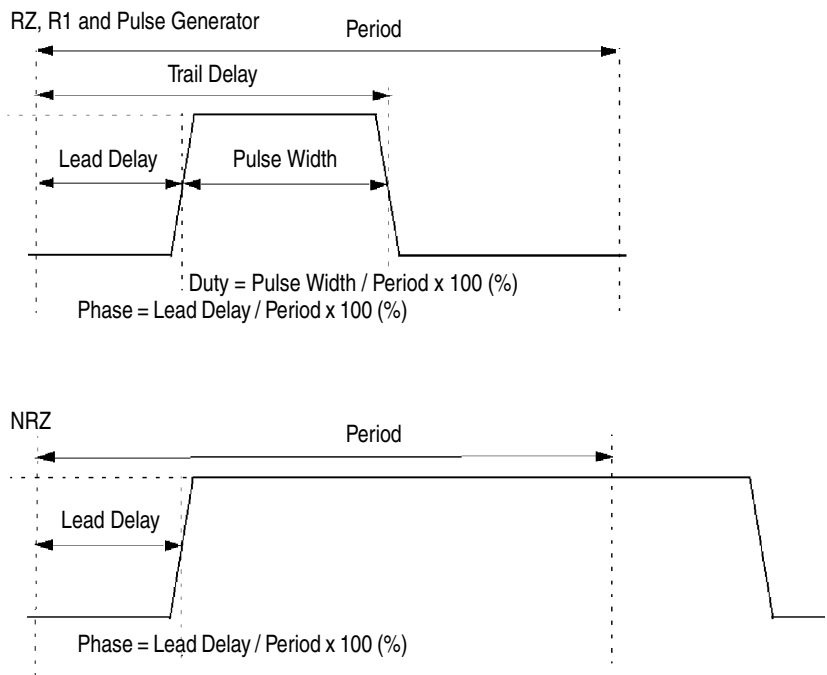 RZ, R1 and Pulse Generator
Period
Trail Delay
Lead Delay
Pulse Width
Duty = Pulse Width / Period x 100 (%)
Phase = Lead Delay / Period x 100 (%)
NRZ
Period
Lead Delay
Phase = Lead Delay / Period x 100 (%)